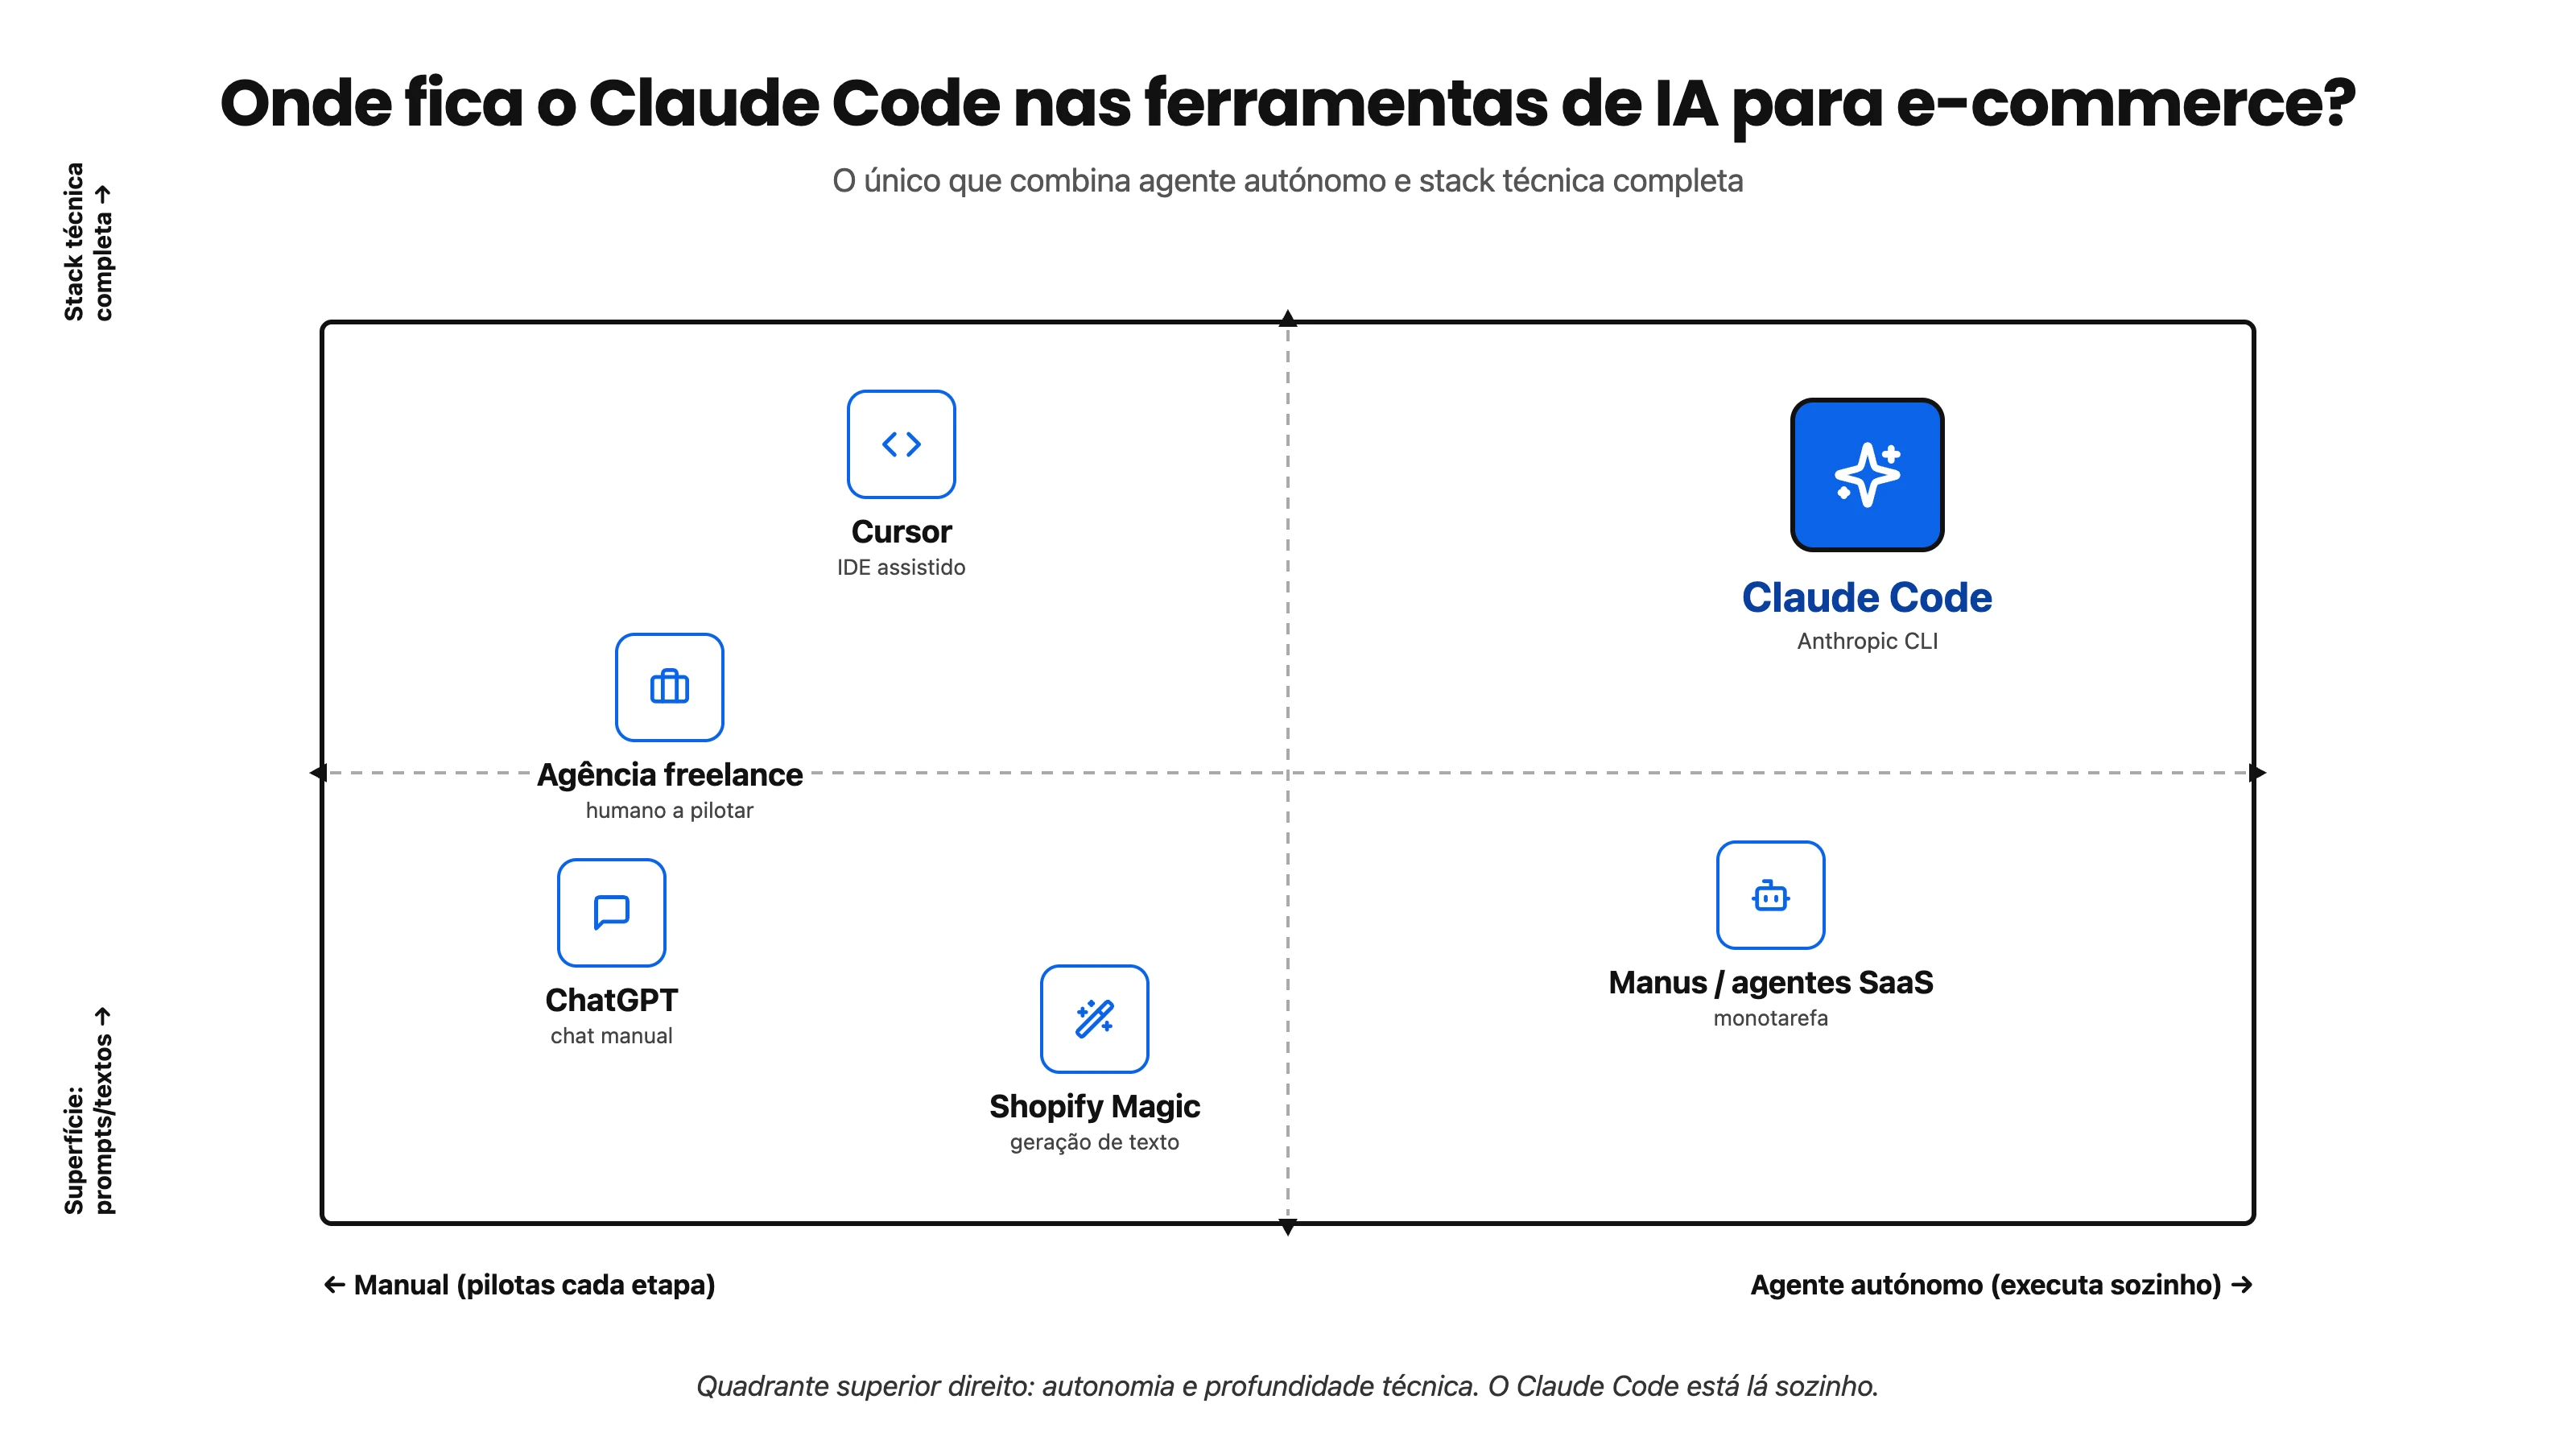 Onde fica o Claude Code nas ferramentas de IA para e-commerce?
O único que combina agente autónomo e stack técnica completa
Stack técnica
completa →
Cursor
IDE assistido
Claude Code
Anthropic CLI
Agência freelance
humano a pilotar
ChatGPT
chat manual
Manus / agentes SaaS
monotarefa
Shopify Magic
geração de texto
Superfície:
prompts/textos →
← Manual (pilotas cada etapa)
Agente autónomo (executa sozinho) →
Quadrante superior direito: autonomia e profundidade técnica. O Claude Code está lá sozinho.